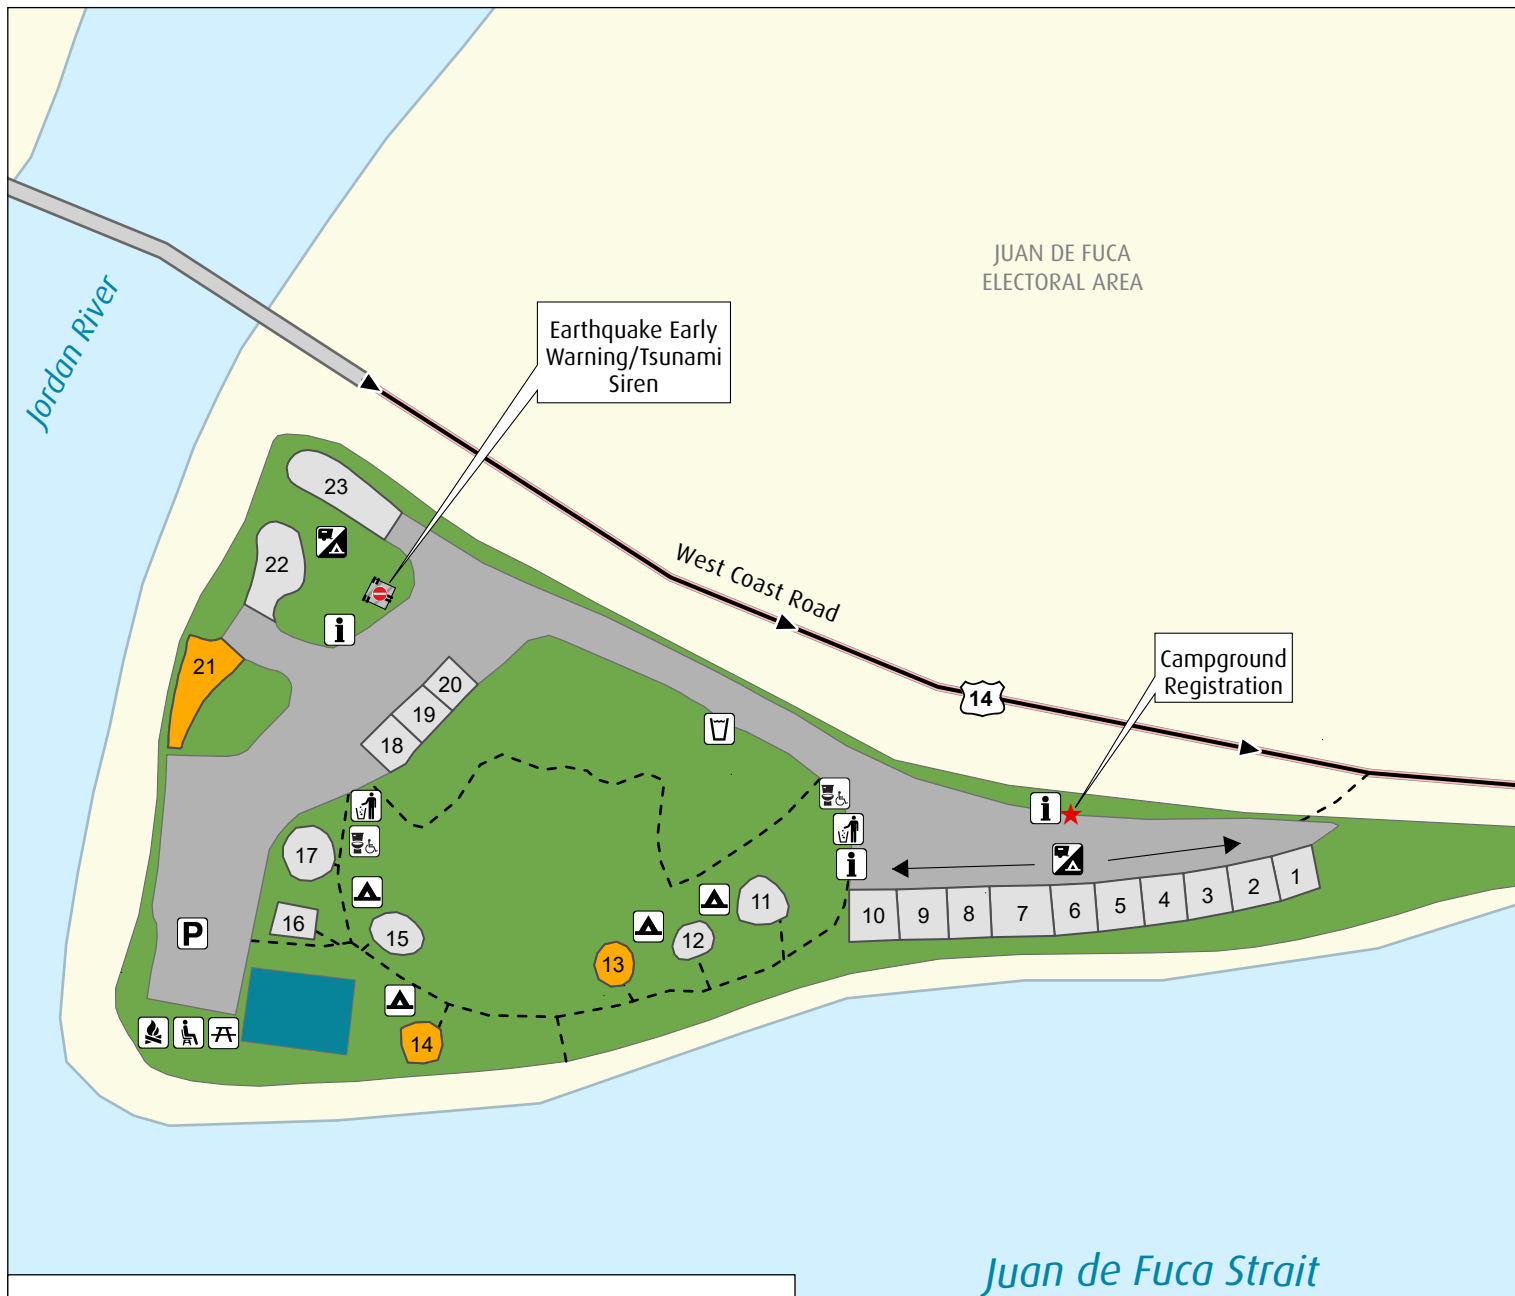 JUAN DE FUCA
ELECTORAL AREA
Jordan River
Earthquake Early
Warning/Tsunami
Siren
23
22
West Coast Road
Campground
Registration
21
20
14
19
18
i
i
17
i
1
2
3
11
4
5
6
7
8
9
10
16
15
12
P
13
14
Juan de Fuca Strait